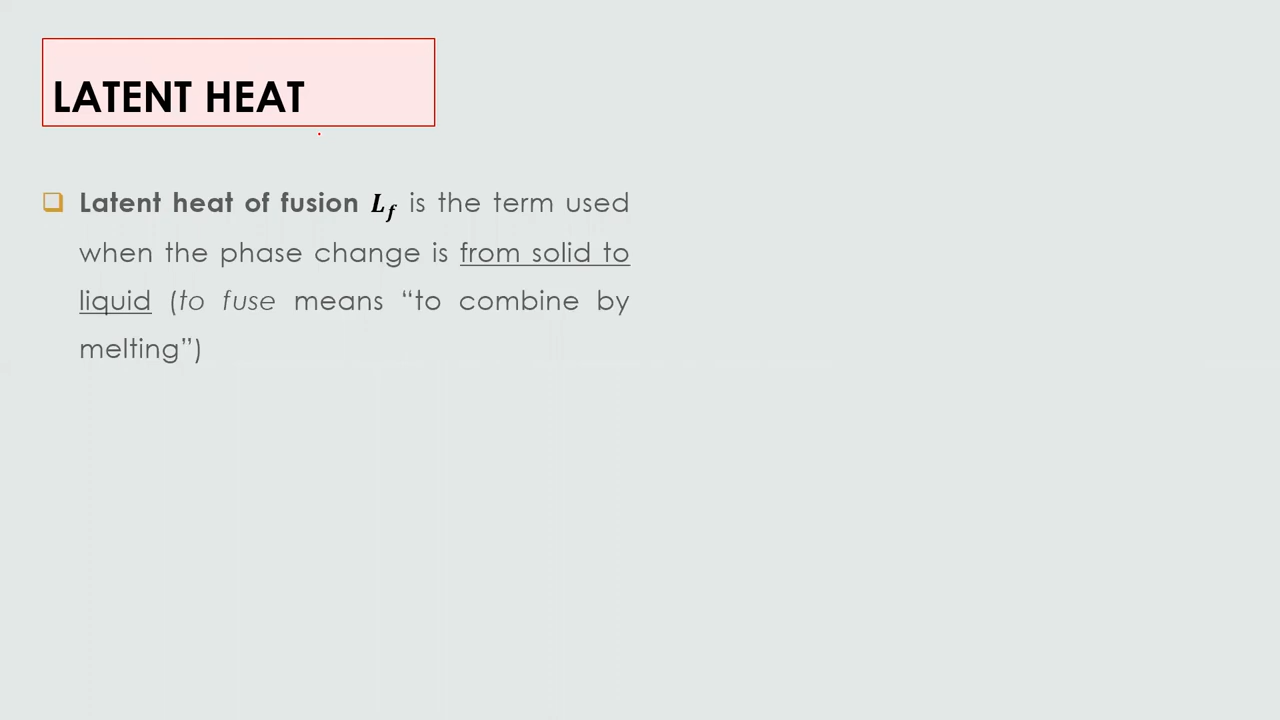 LATENT HEAT
❑ Latent heat of fusion L_f is the term used
when the phase change is from solid to
liquid (to fuse means “to combine by
melting”)